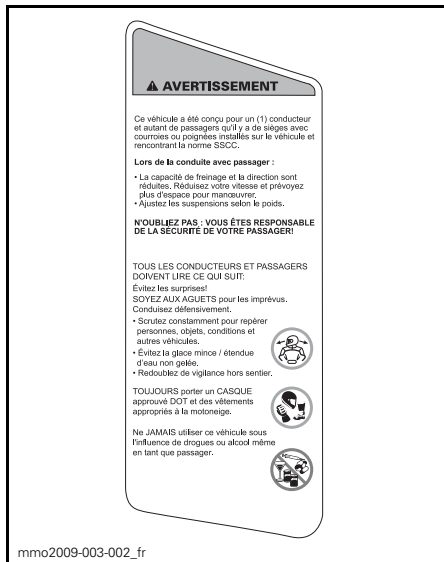 AVERTISSEMENT
Ce véhicule a été conçu pour un (1) conducteur
et autant de passagers qu'il y a de sièges avec
courroies ou poignées installés sur le véhicule et
rencontrant la norme SSCC.
Lors de la conduite avec passager :
• La capacité de freinage et la direction sont
réduites. Réduisez votre vitesse et prévoyez
plus d'espace pour manœuvrer.
• Ajustez les suspensions selon le poids.
N'OUBLIEZ PAS : VOUS ÊTES RESPONSABLE
DE LA SÉCURITÉ DE VOTRE PASSAGER!
TOUS LES CONDUCTEURS ET PASSAGERS
DOIVENT LIRE CE QUI SUIT:
Évitez les surprises!
SOYEZ AUX AGUETS pour les imprévus.
Conduisez défensivement.
• Scrutez constamment pour repérer
personnes, objets, conditions et
autres véhicules.
• Évitez la glace mince / étendue
d'eau non gelée.
• Redoublez de vigilance hors sentier.
TOUJOURS porter un CASQUE
approuvé DOT et des vêtements
appropriés à la motoneige.
Ne JAMAIS utiliser ce véhicule sous
l'influence de drogues ou alcool même
en tant que passager.
mmo2009-003-002_fr